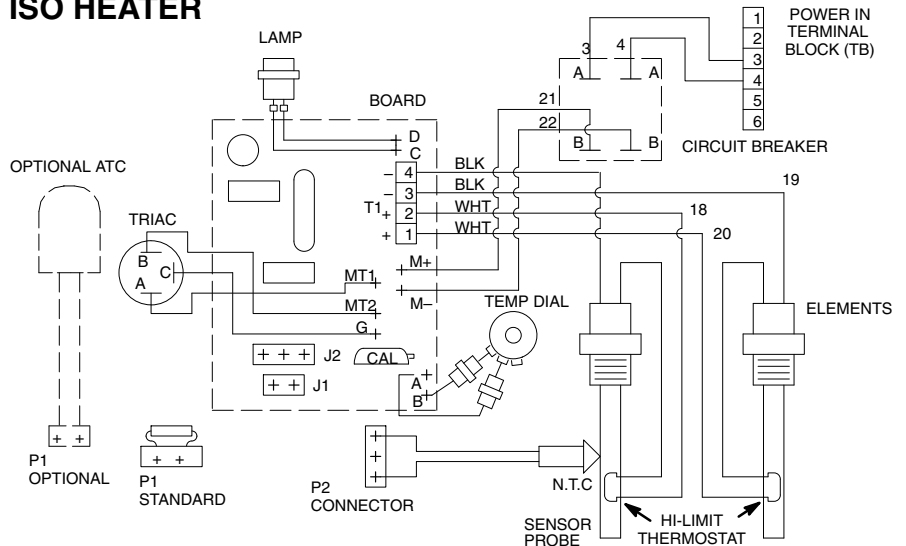 ISO HEATER
1
2
3
4
5
6
POWER IN
TERMINAL
BLOCK (TB)
CIRCUIT BREAKER
3
4
A
A
B
B
21
22
LAMP
BOARD
D
C
4
3
2
1
–
–
+
+
T1
BLK
BLK
WHT
WHT
19
18
20
OPTIONAL ATC
TRIAC
B
C
A
MT1
MT2
G
M+
M–
J2
J1
CAL
A
B
TEMP DIAL
ELEMENTS
P1
OPTIONAL
P1
STANDARD
P2
CONNECTOR
N.T.C
SENSOR
PROBE
HI-LIMIT
THERMOSTAT